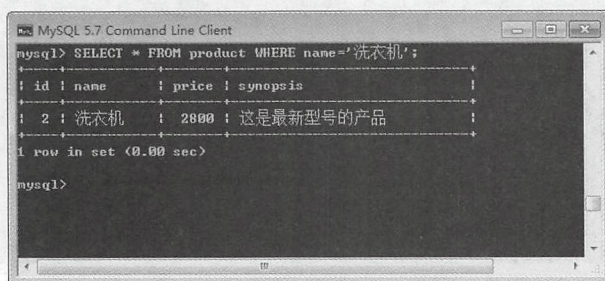 MySQL 5.7 Command Line Client
mysql> SELECT * FROM product WHERE name='洗衣机';
+----+--------+-------+----------------------+
| id | name | price | synopsis |
+----+--------+-------+----------------------+
| 2 | 洗衣机 | 2800 | 这是最新型号的产品 |
+----+--------+-------+----------------------+
1 row in set (0.00 sec)
mysql>